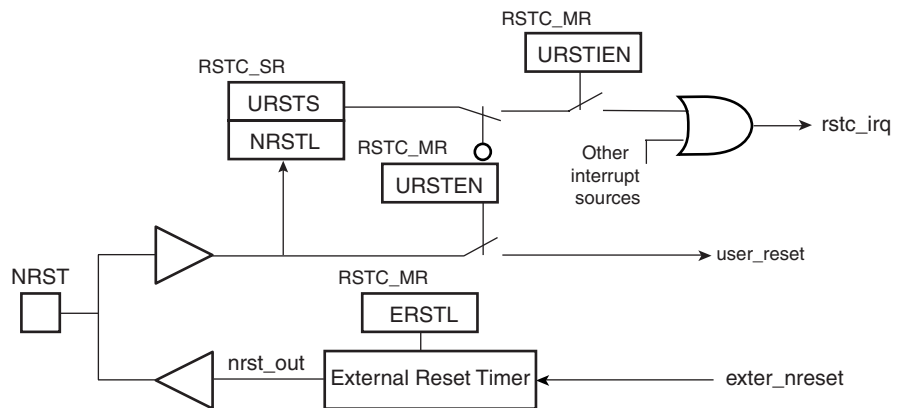 RSTC_MR
URSTIEN
RSTC_SR
URSTS
NRSTL
rstc_irq
RSTC_MR
URSTEN
Other
interrupt
sources
user_reset
NRST
RSTC_MR
ERSTL
nrst_out
External Reset Timer
exter_nreset